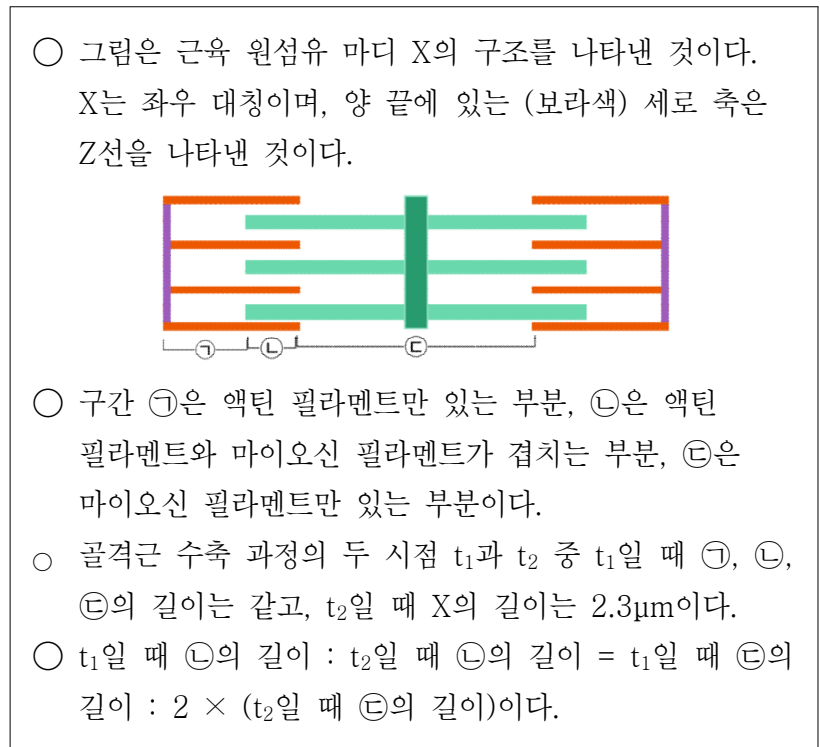 ○ 그림은 근육 원섬유 마디 X의 구조를 나타낸 것이다.
X는 좌우 대칭이며, 양 끝에 있는 (보라색) 세로 축은
Z선을 나타낸 것이다.
㉠ ㉡ ㉢
○ 구간 ㉠은 액틴 필라멘트만 있는 부분, ㉡은 액틴
필라멘트와 마이오신 필라멘트가 겹치는 부분, ㉢은
마이오신 필라멘트만 있는 부분이다.
○ 골격근 수축 과정의 두 시점 t₁과 t₂ 중 t₁일 때 ㉠, ㉡,
㉢의 길이는 같고, t₂일 때 X의 길이는 2.3μm이다.
○ t₁일 때 ㉡의 길이 : t₂일 때 ㉡의 길이 = t₁일 때 ㉢의
길이 : 2 × (t₂일 때 ㉢의 길이)이다.